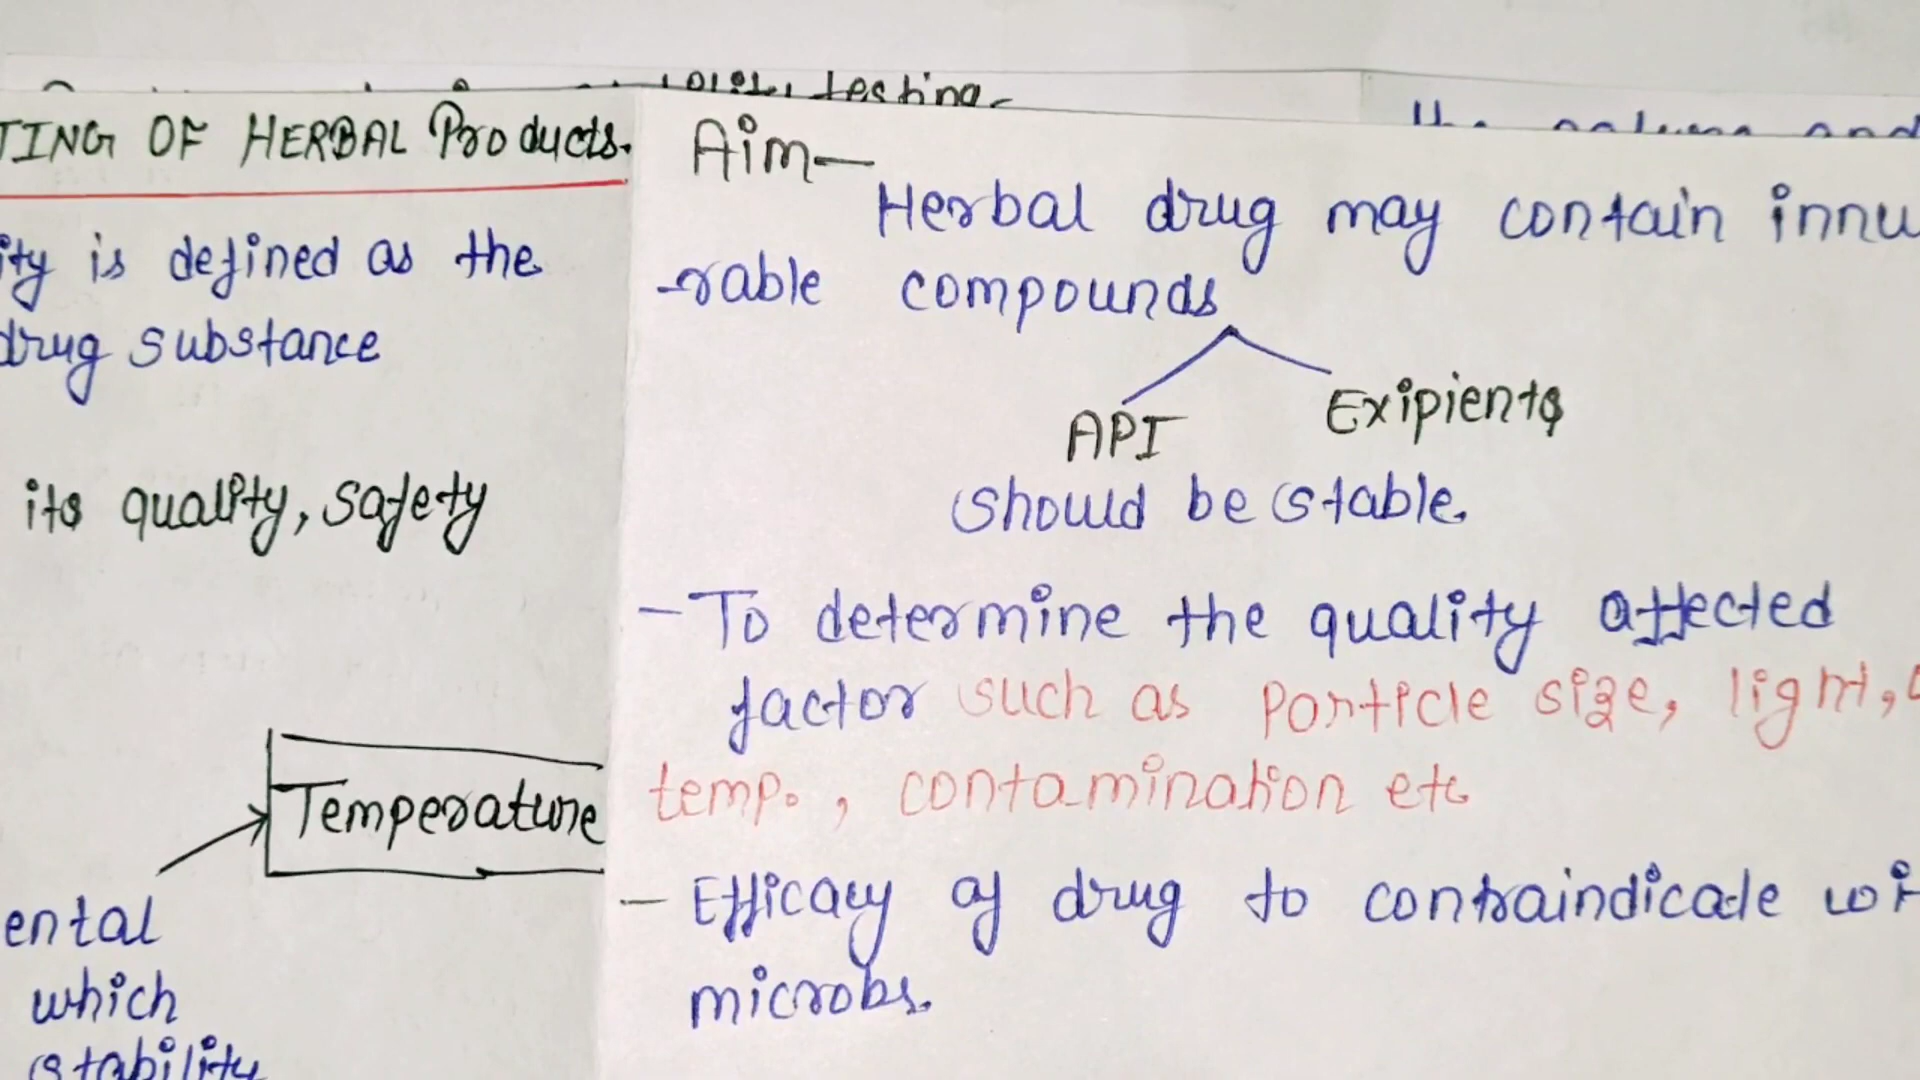 testing
TING OF HERBAL Products.
ity is defined as the
drug substance
its quality, safety
Temperature
ental
which
stability
Aim—
Herbal drug may contain innu
-rable compounds
API Exipients
should be stable.
- To determine the quality affected
factor such as Particle size, light,
temp. , contamination etc
- Efficacy of drug to contraindicate wi
microbs.